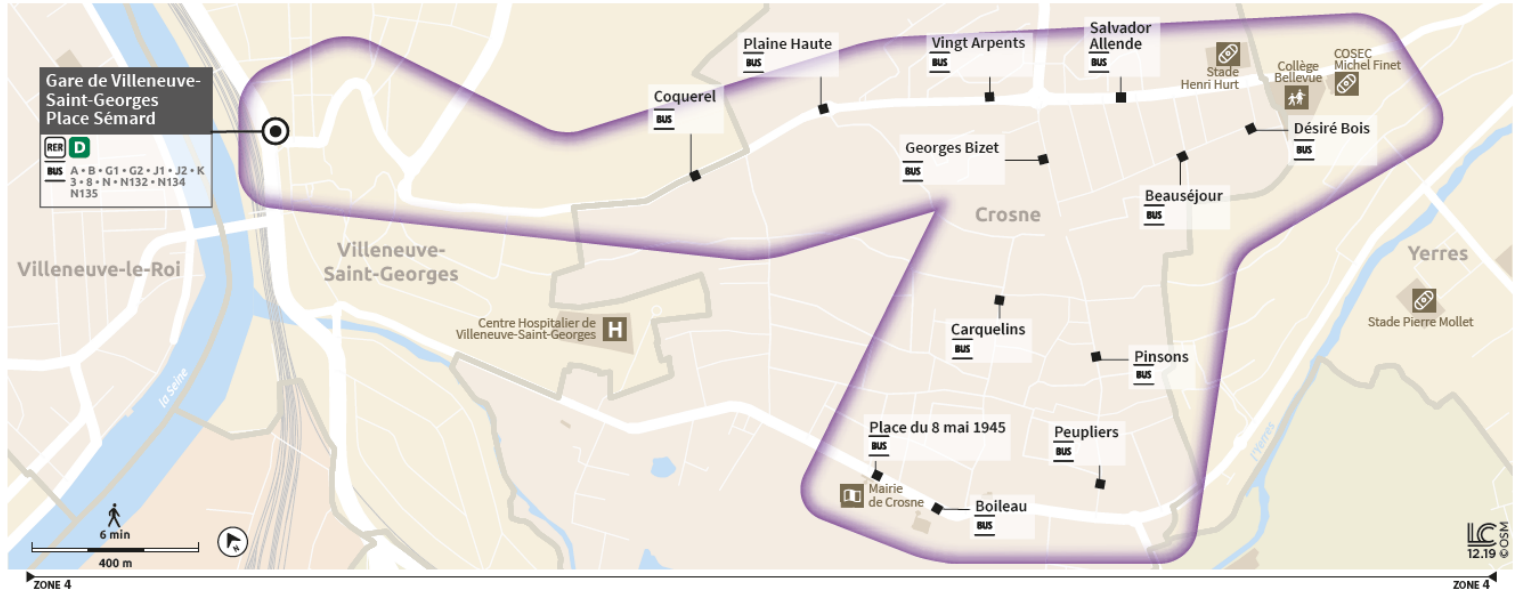 Gare de Villeneuve-
Saint-Georges
Place Sémard
RER D
BUS A • B • G1 • G2 • J1 • J2 • K
3 • 8 • N • N132 • N134
N135
Coquerel
BUS
Plaine Haute
BUS
Vingt Arpents
BUS
Salvador
Allende
BUS
Stade
Henri Hurt
Collège
Bellevue
COSEC
Michel Finet
Désiré Bois
BUS
Georges Bizet
BUS
Beauséjour
BUS
Crosne
Villeneuve-le-Roi
Villeneuve-
Saint-Georges
Yerres
Stade Pierre Mollet
Centre Hospitalier de
Villeneuve-Saint-Georges
H
Carquelins
BUS
Pinsons
BUS
la Seine
l'Yerres
Place du 8 mai 1945
BUS
Peupliers
BUS
Mairie
de Crosne
Boileau
BUS
6 min
400 m
N
LC
12.19 © OSM
ZONE 4
ZONE 4